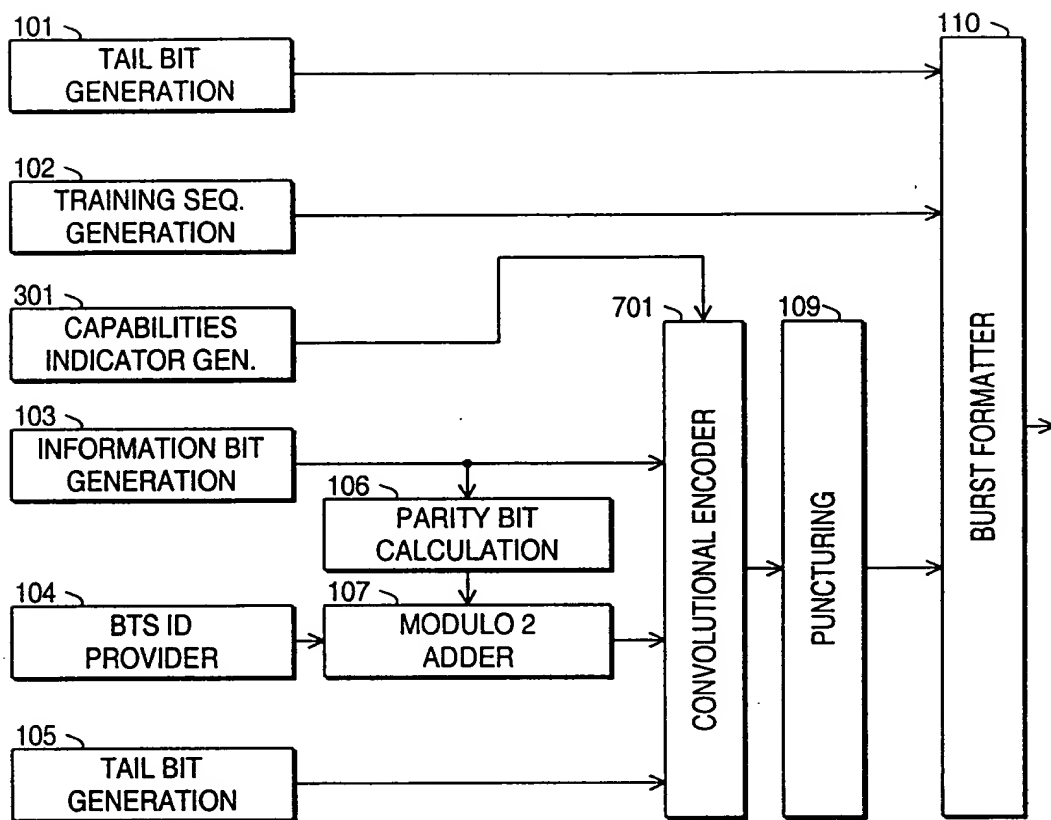 101
TAIL BIT
GENERATION
102
TRAINING SEQ.
GENERATION
301
CAPABILITIES
INDICATOR GEN.
103
INFORMATION BIT
GENERATION
106
PARITY BIT
CALCULATION
104
BTS ID
PROVIDER
107
MODULO 2
ADDER
105
TAIL BIT
GENERATION
701
CONVOLUTIONAL ENCODER
109
PUNCTURING
110
BURST FORMATTER